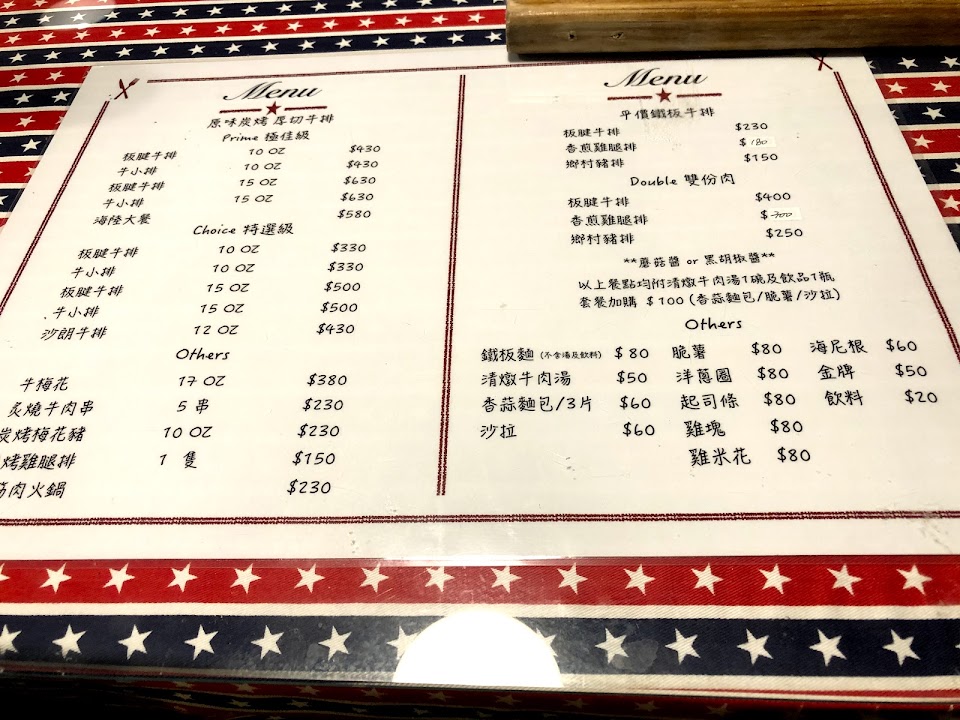 Menu
原味炭烤 厚切牛排
Prime 極佳級
板腱牛排 10 OZ $430
牛小排 10 OZ $430
板腱牛排 15 OZ $630
牛小排 15 OZ $630
海陸大餐 $580
Choice 特選級
板腱牛排 10 OZ $330
牛小排 10 OZ $330
板腱牛排 15 OZ $500
牛小排 15 OZ $500
沙朗牛排 12 OZ $430
Others
牛梅花 17 OZ $380
炙燒牛肉串 5 串 $230
炭烤梅花豬 10 OZ $230
烤雞腿排 1 隻 $150
筋肉火鍋 $230
Menu
平價鐵板牛排
板腱牛排 $230
香煎雞腿排 $180
鄉村豬排 $150
Double 雙份肉
板腱牛排 $400
香煎雞腿排 $
鄉村豬排 $250
**蘑菇醬 or 黑胡椒醬**
以上餐點均附清燉牛肉湯1碗及飲品1瓶
套餐加購 $100 (香蒜麵包/脆薯/沙拉)
Others
鐵板麵 (不含湯及飲料) $80 脆薯 $80 海尼根 $60
清燉牛肉湯 $50 洋蔥圈 $80 金牌 $50
香蒜麵包/3片 $60 起司條 $80 飲料 $20
沙拉 $60 雞塊 $80
雞米花 $80